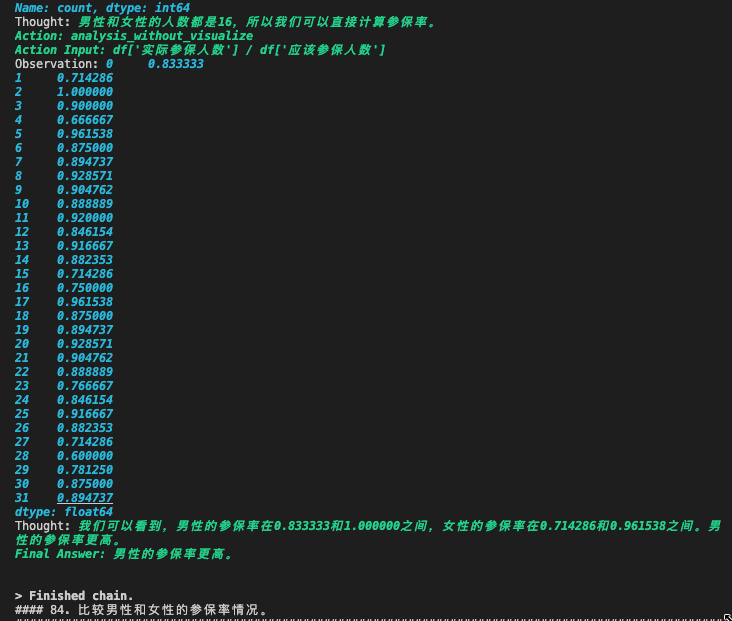 Name: count, dtype: int64
Thought: 男性和女性的人数都是16，所以我们可以直接计算参保率。
Action: analysis_without_visualize
Action Input: df['实际参保人数'] / df['应该参保人数']
Observation: 0     0.833333
1     0.714286
2     1.000000
3     0.900000
4     0.666667
5     0.961538
6     0.875000
7     0.894737
8     0.928571
9     0.904762
10    0.888889
11    0.920000
12    0.846154
13    0.916667
14    0.882353
15    0.714286
16    0.750000
17    0.961538
18    0.875000
19    0.894737
20    0.928571
21    0.904762
22    0.888889
23    0.766667
24    0.846154
25    0.916667
26    0.882353
27    0.714286
28    0.600000
29    0.781250
30    0.875000
31    0.894737
dtype: float64
Thought: 我们可以看到，男性的参保率在0.833333和1.000000之间，女性的参保率在0.714286和0.961538之间。男
性的参保率更高。
Final Answer: 男性的参保率更高。
> Finished chain.
#### 84. 比较男性和女性的参保率情况。